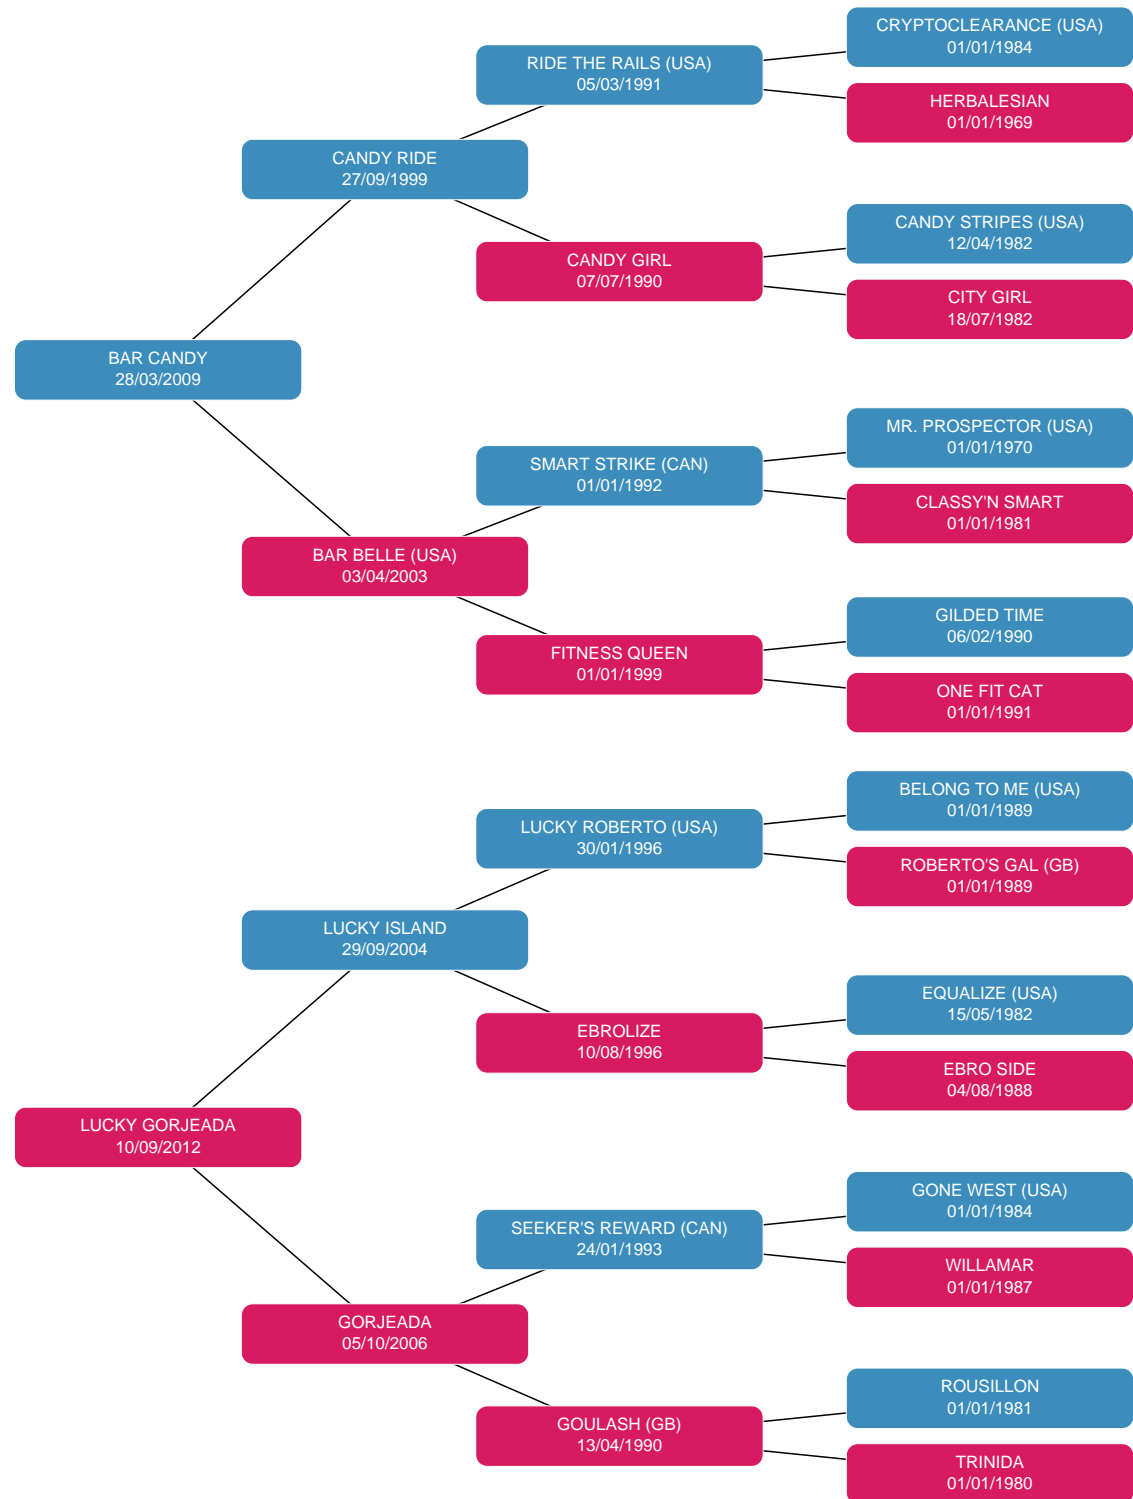 CRYPTOCLEARANCE (USA)
01/01/1984
RIDE THE RAILS (USA)
05/03/1991
HERBALESIAN
01/01/1969
CANDY RIDE
27/09/1999
CANDY STRIPES (USA)
12/04/1982
CANDY GIRL
07/07/1990
CITY GIRL
18/07/1982
BAR CANDY
28/03/2009
MR. PROSPECTOR (USA)
01/01/1970
SMART STRIKE (CAN)
01/01/1992
CLASSY'N SMART
01/01/1981
BAR BELLE (USA)
03/04/2003
GILDED TIME
06/02/1990
FITNESS QUEEN
01/01/1999
ONE FIT CAT
01/01/1991
BELONG TO ME (USA)
01/01/1989
LUCKY ROBERTO (USA)
30/01/1996
ROBERTO'S GAL (GB)
01/01/1989
LUCKY ISLAND
29/09/2004
EQUALIZE (USA)
15/05/1982
EBROLIZE
10/08/1996
EBRO SIDE
04/08/1988
LUCKY GORJEADA
10/09/2012
GONE WEST (USA)
01/01/1984
SEEKER'S REWARD (CAN)
24/01/1993
WILLAMAR
01/01/1987
GORJEADA
05/10/2006
ROUSILLON
01/01/1981
GOULASH (GB)
13/04/1990
TRINIDA
01/01/1980